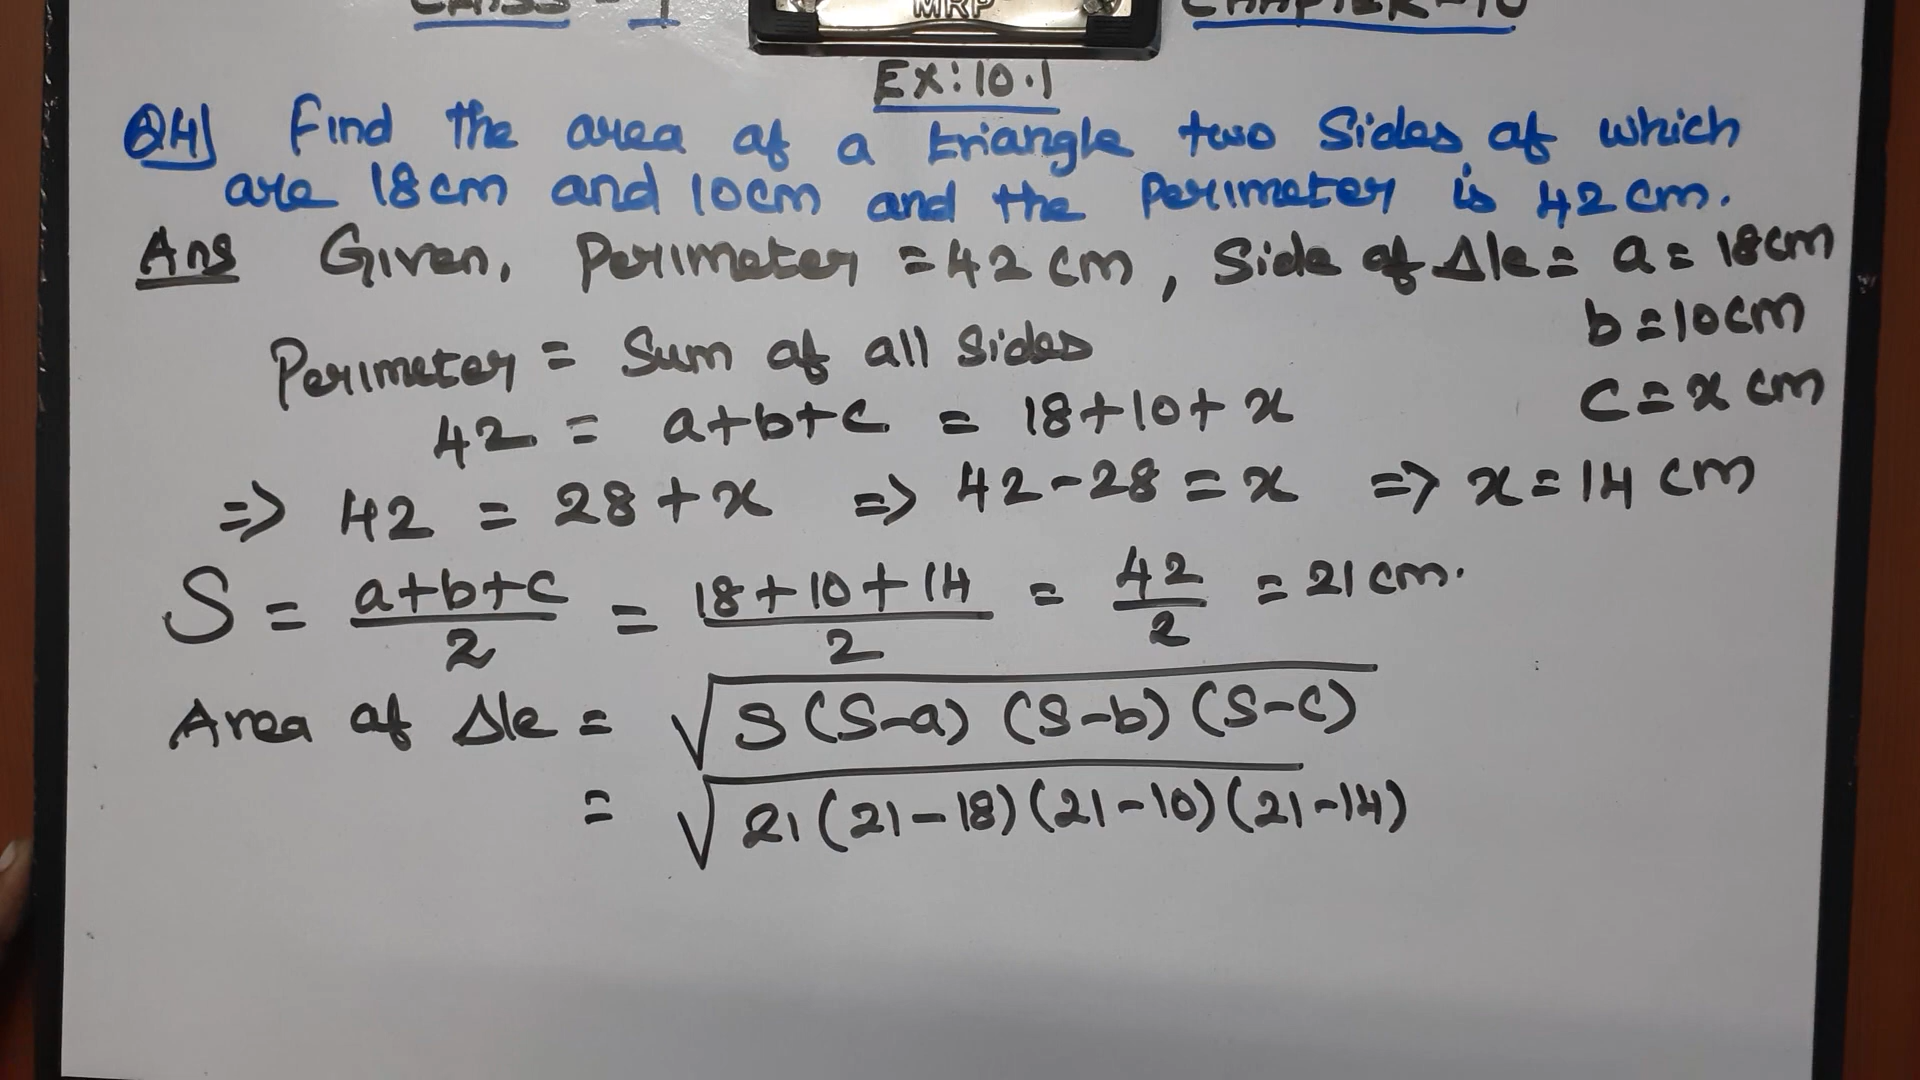 MRP
Ex: 10.1
Q4) Find the area of a triangle two sides of which
are 18cm and 10cm and the perimeter is 42cm.
Ans Given, Perimeter = 42 cm, Side of Δle = a = 18cm
b = 10cm
Perimeter = Sum of all sides
c = x cm
42 = a+b+c = 18+10+x
=> 42 = 28+x => 42-28 = x => x = 14 cm
S = a+b+c/2 = 18+10+14/2 = 42/2 = 21cm.
Area of Δle = √S(S-a)(S-b)(S-c)
= √21(21-18)(21-10)(21-14)